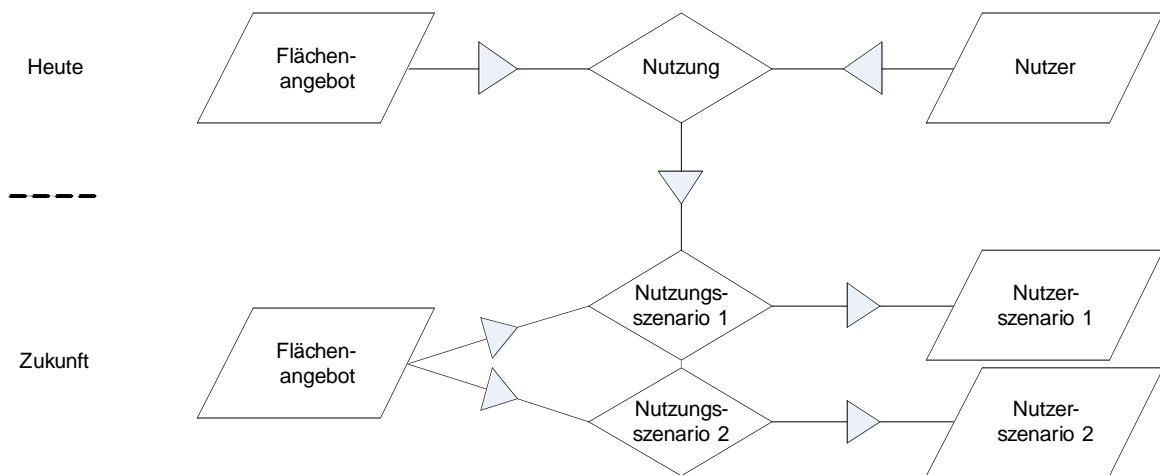 Heute
Flächen-
angebot
Nutzung
Nutzer
Zukunft
Flächen-
angebot
Nutzungs-
szenario 1
Nutzer-
szenario 1
Nutzungs-
szenario 2
Nutzer-
szenario 2